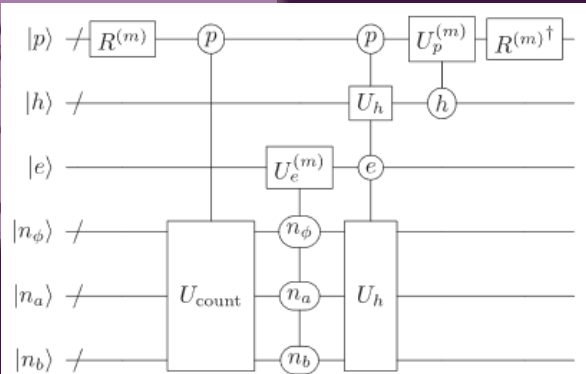 |p⟩ R^(m) p p U_p^(m) R^(m)†
|h⟩ U_h h
|e⟩ U_e^(m) e
|n_ϕ⟩ n_ϕ
|n_a⟩ U_count n_a U_h
|n_b⟩ n_b